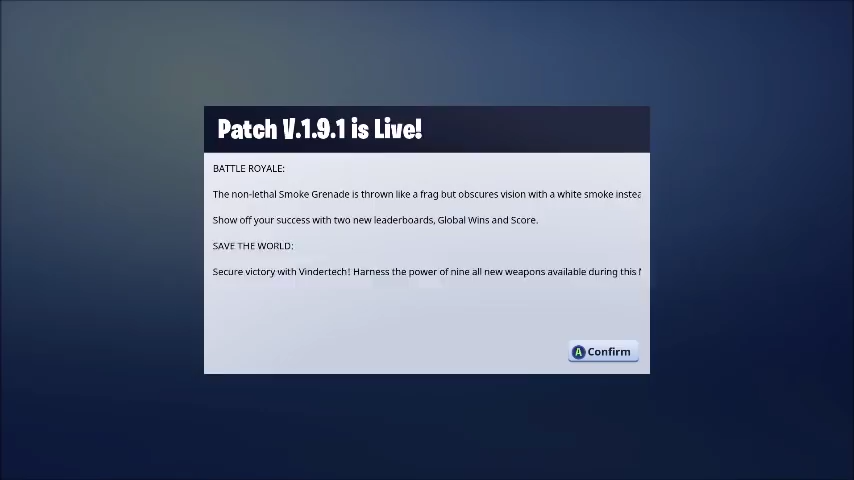 Patch V.1.9.1 is Live!
BATTLE ROYALE:
The non-lethal Smoke Grenade is thrown like a frag but obscures vision with a white smoke instea
Show off your success with two new leaderboards, Global Wins and Score.
SAVE THE WORLD:
Secure victory with Vindertech! Harness the power of nine all new weapons available during this
A Confirm